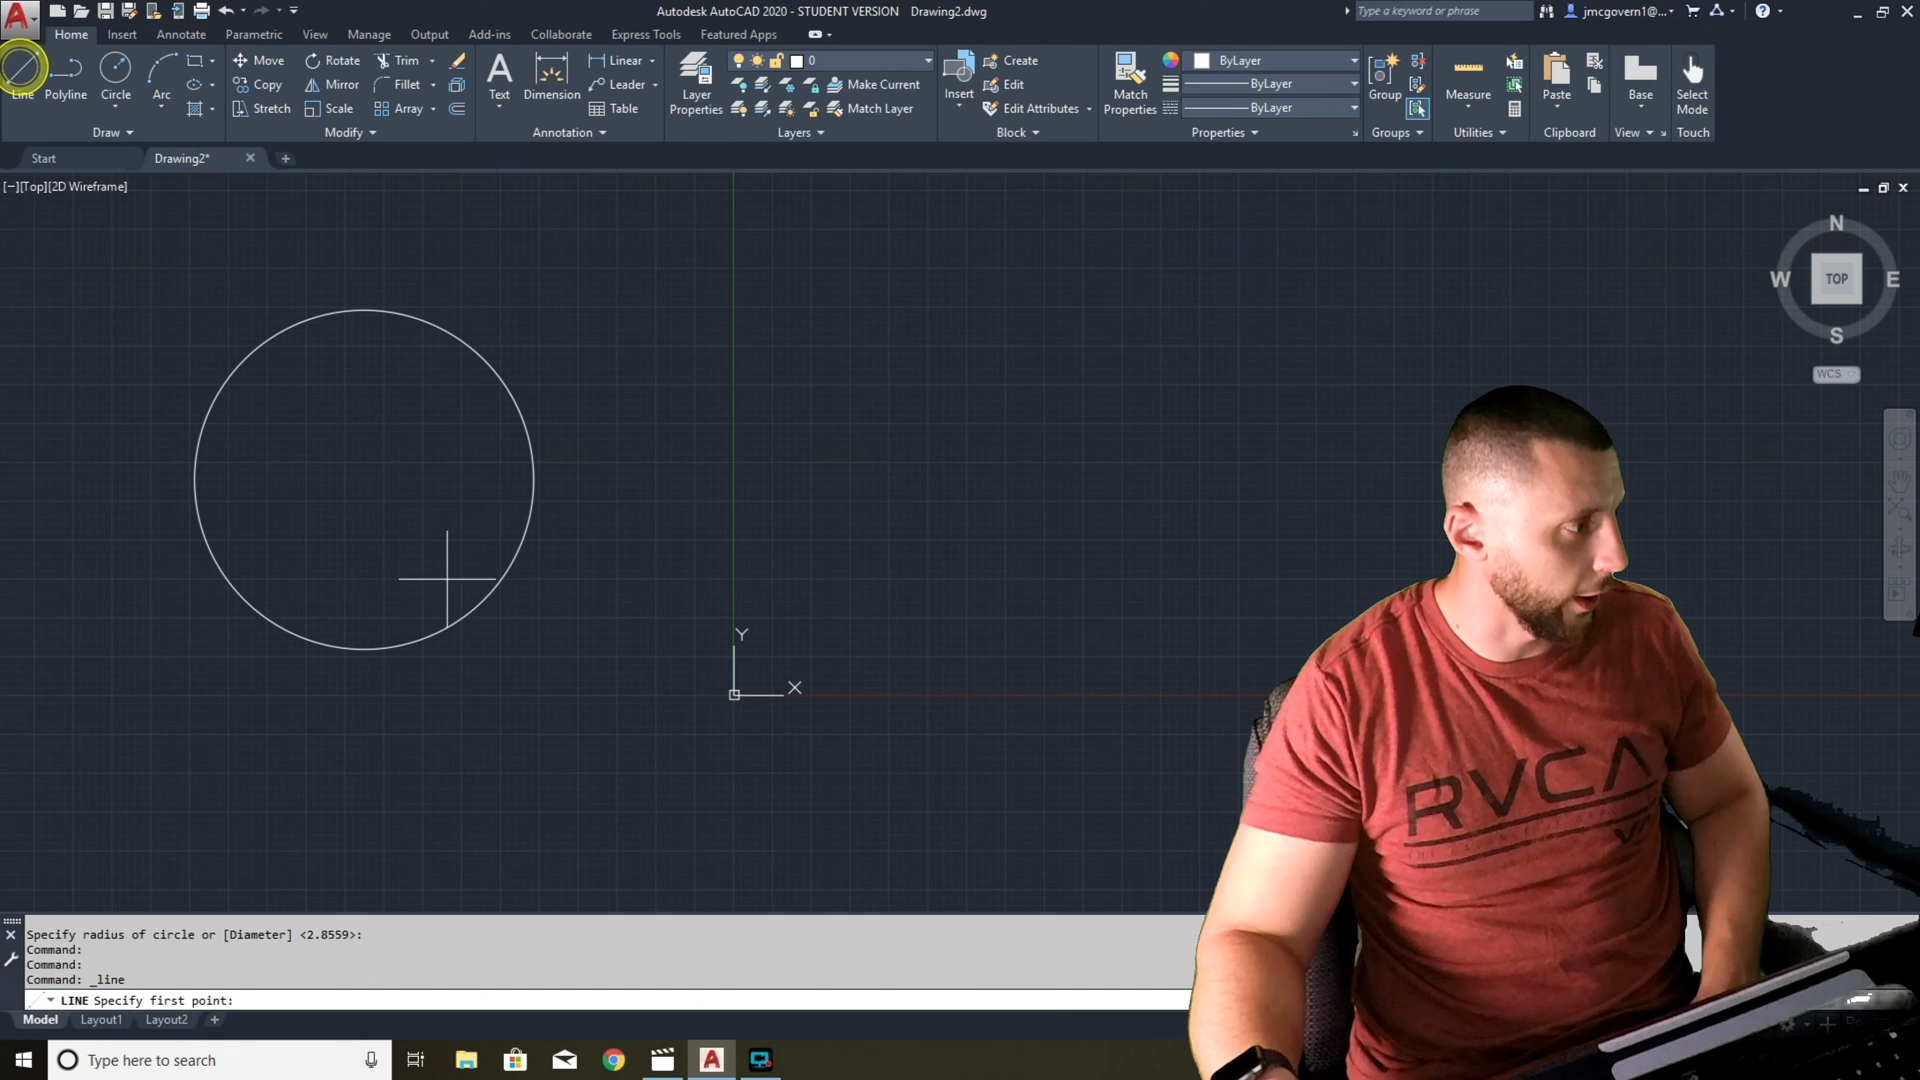 Autodesk AutoCAD 2020 - STUDENT VERSION Drawing2.dwg
Type a keyword or phrase
jmcgovern1@...
Home Insert Annotate Parametric View Manage Output Add-ins Collaborate Express Tools Featured Apps
Line Polyline Circle Arc
Draw
Move Rotate Trim
Copy Mirror Fillet
Stretch Scale Array
Modify
Text Dimension
Linear
Leader
Table
Annotation
Layer Properties
0
Make Current
Match Layer
Layers
Insert
Create
Edit
Edit Attributes
Block
Match Properties
ByLayer
ByLayer
ByLayer
Properties
Group
Groups
Measure
Utilities
Paste
Clipboard
Base
View
Select Mode
Touch
Start Drawing2*
[−][Top][2D Wireframe]
N
W TOP E
S
WCS
Y
X
RVCA
Specify radius of circle or [Diameter] <2.8559>:
Command:
Command:
Command: _line
LINE Specify first point:
Model Layout1 Layout2
Type here to search